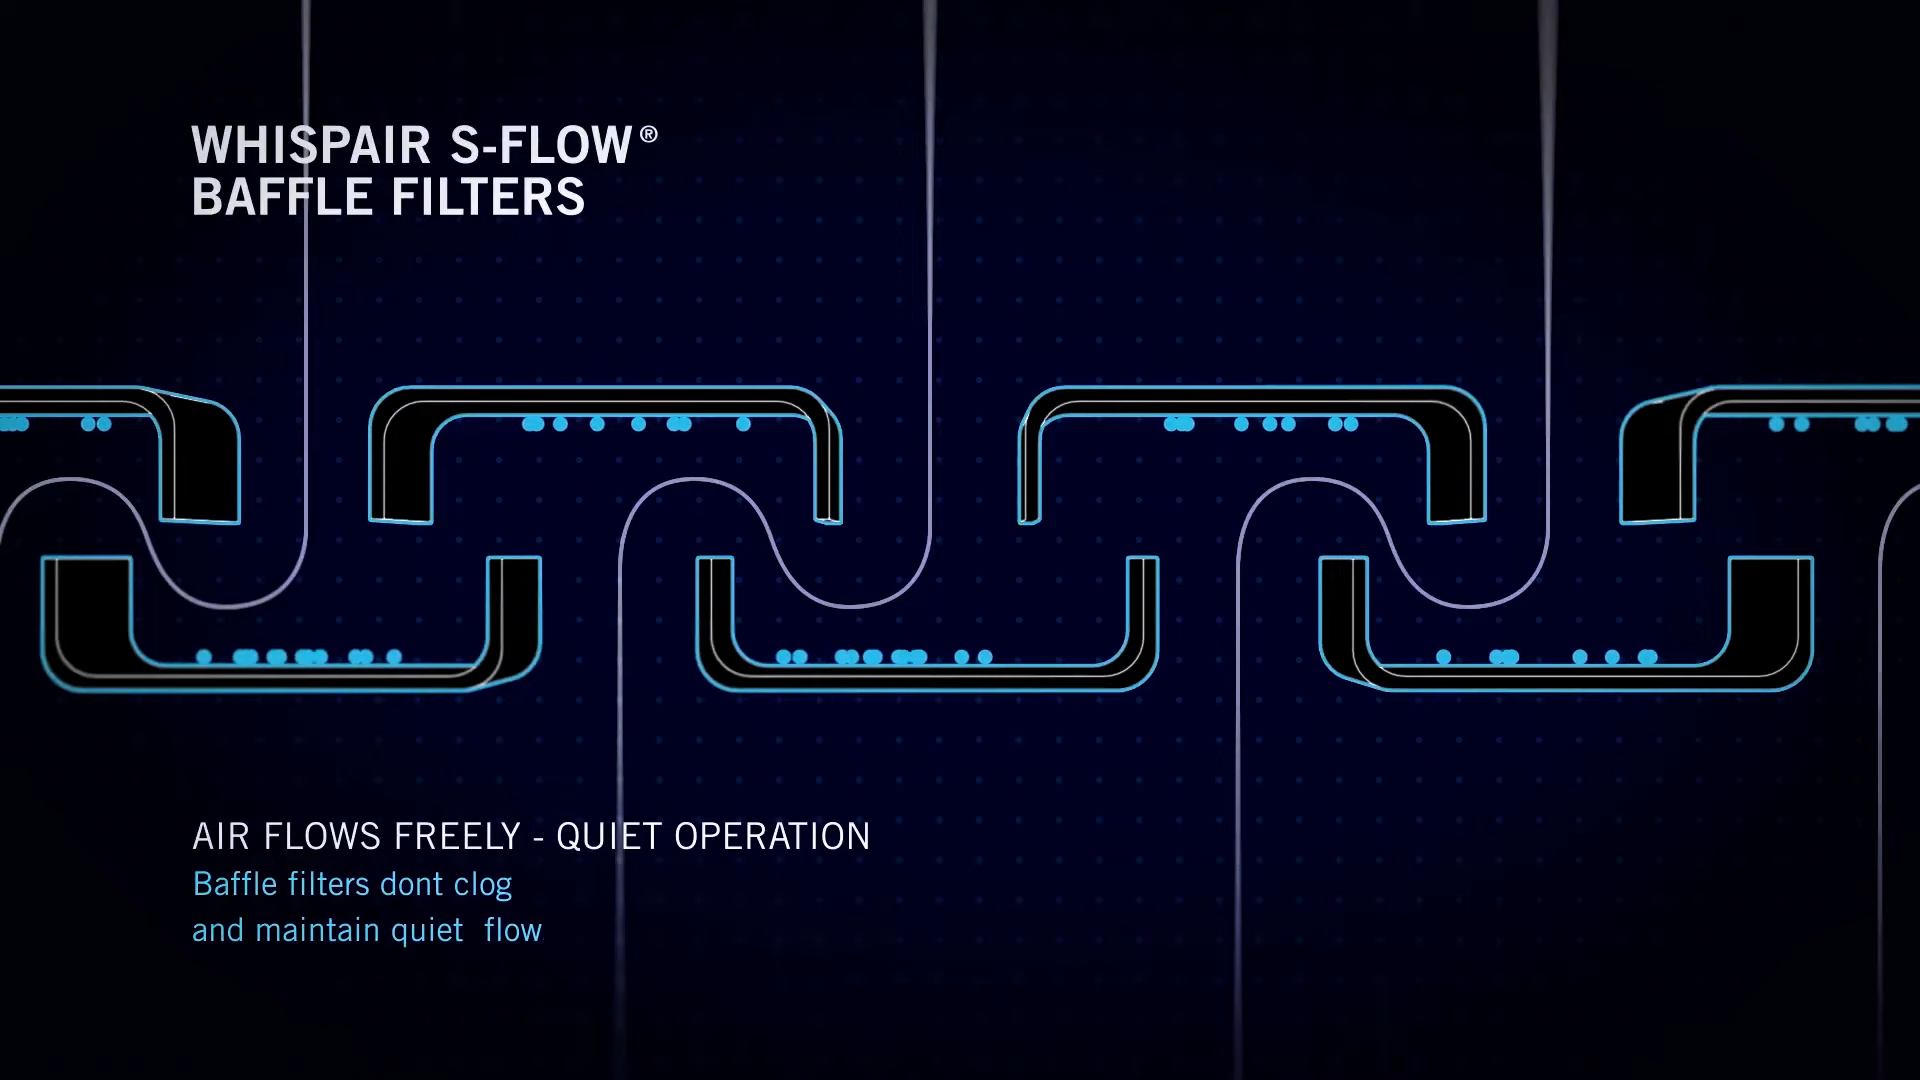 WHISPAIR S-FLOW®
BAFFLE FILTERS
AIR FLOWS FREELY - QUIET OPERATION
Baffle filters dont clog
and maintain quiet  flow